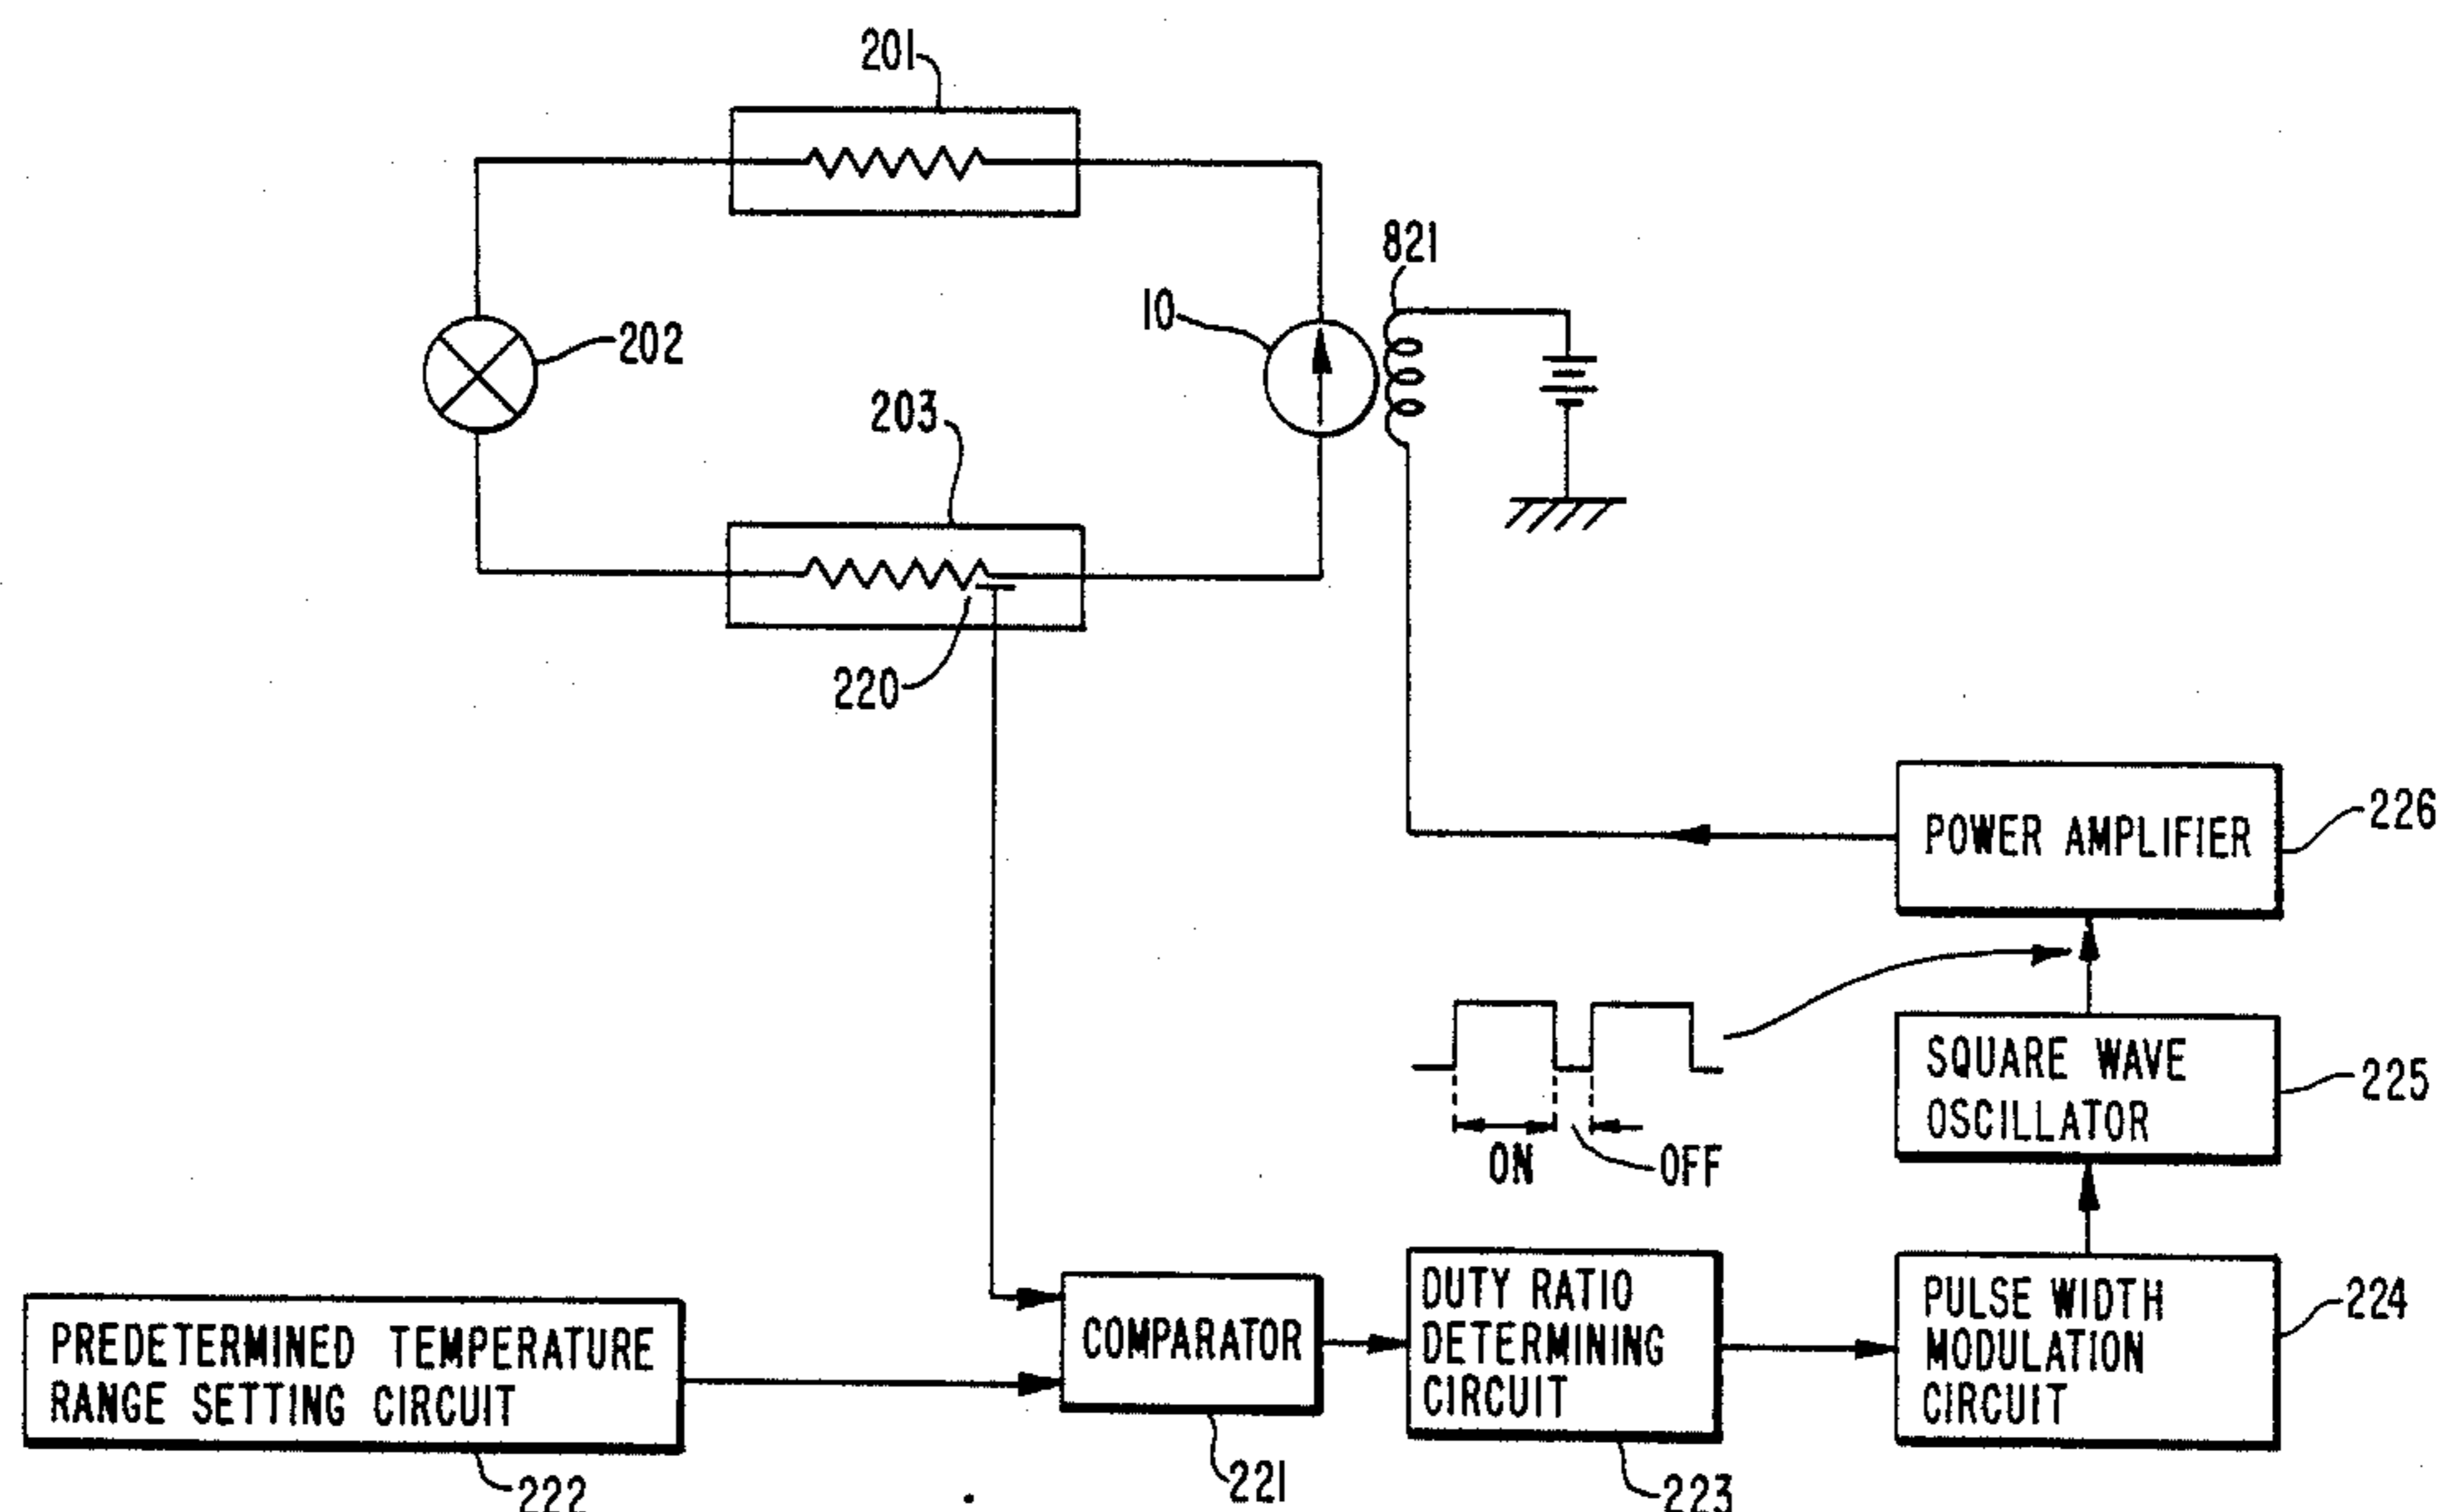 201
821
10
202
203
220
POWER AMPLIFIER
226
SQUARE WAVE
OSCILLATOR
225
ON
OFF
PREDETERMINED TEMPERATURE
RANGE SETTING CIRCUIT
222
COMPARATOR
221
DUTY RATIO
DETERMINING
CIRCUIT
223
PULSE WIDTH
MODULATION
CIRCUIT
224